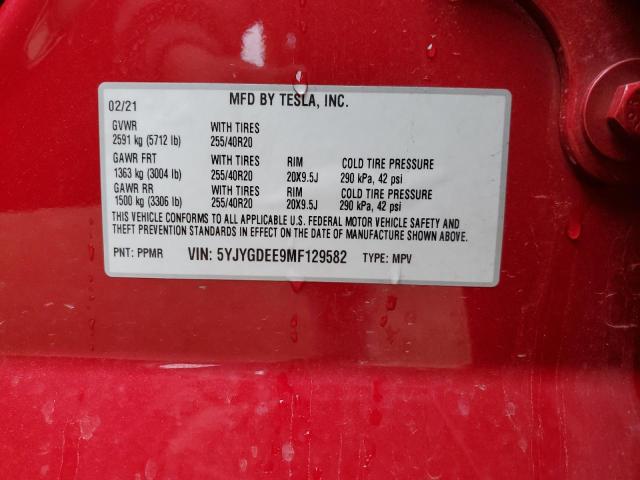 02/21 MFD BY TESLA, INC.
GVWR WITH TIRES
2591 kg (5712 lb) 255/40R20
GAWR FRT WITH TIRES RIM COLD TIRE PRESSURE
1363 kg (3004 lb) 255/40R20 20X9.5J 290 kPa, 42 psi
GAWR RR WITH TIRES RIM COLD TIRE PRESSURE
1500 kg (3306 lb) 255/40R20 20X9.5J 290 kPa, 42 psi
THIS VEHICLE CONFORMS TO ALL APPLICABLE U.S. FEDERAL MOTOR VEHICLE SAFETY AND
THEFT PREVENTION STANDARDS IN EFFECT ON THE DATE OF MANUFACTURE SHOWN ABOVE.
PNT: PPMR VIN: 5YJYGDEE9MF129582 TYPE: MPV